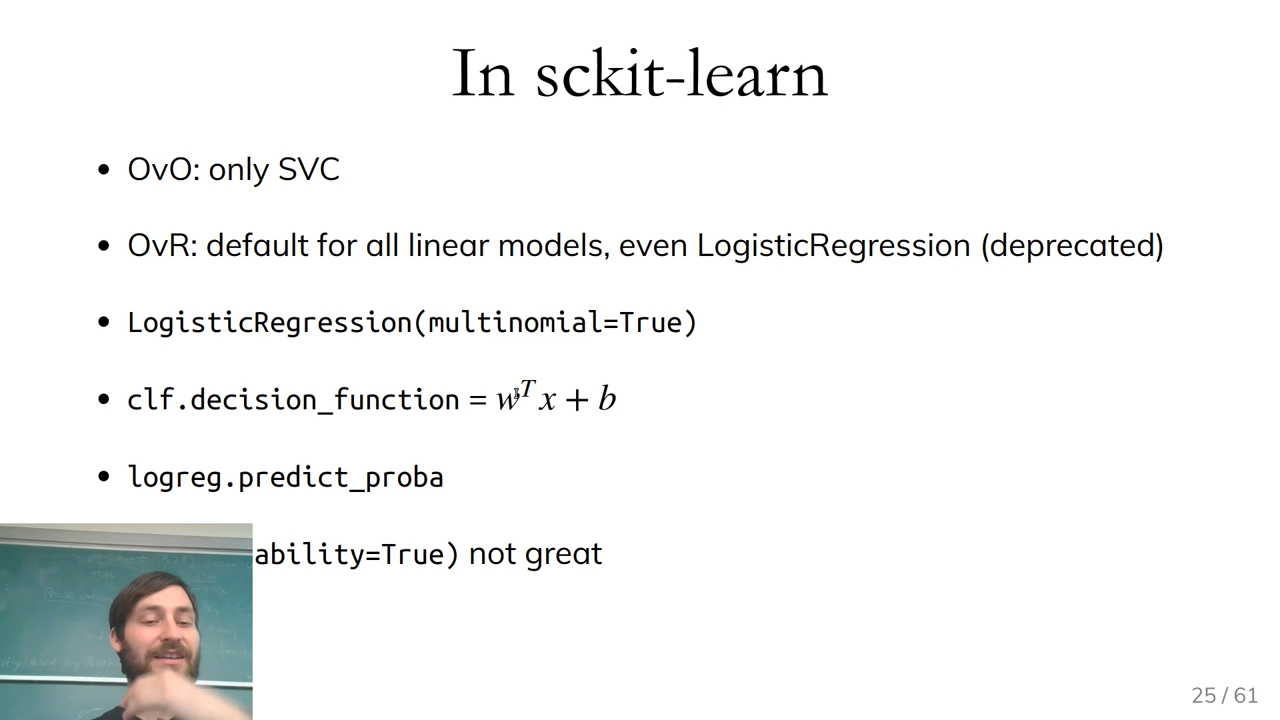 In sckit-learn
OvO: only SVC
OvR: default for all linear models, even LogisticRegression (deprecated)
LogisticRegression(multinomial=True)
clf.decision_function = wᵀx + b
logreg.predict_proba
ability=True) not great
25 / 61